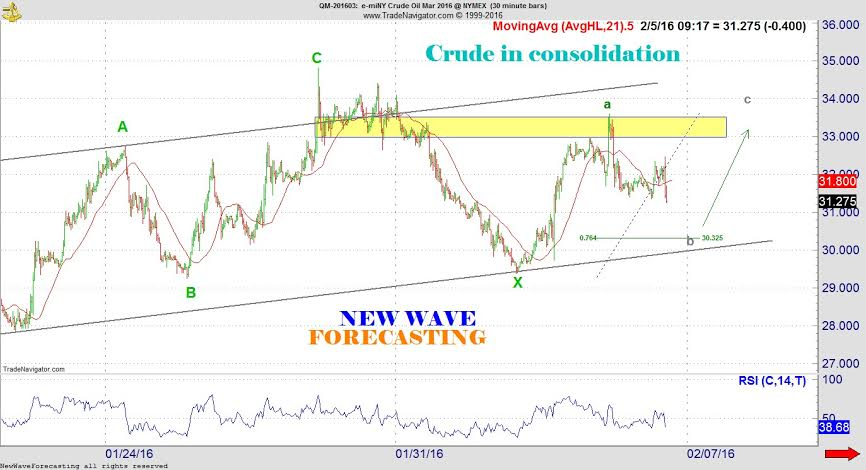 QM-201603: e-miNY Crude Oil Mar 2016 @ NYMEX (30 minute bars)
www.TradeNavigator.com © 1999-2016
MovingAvg (AvgHL,21).5 2/5/16 09:17 = 31.275 (-0.400)
Crude in consolidation
36.000
35.000
34.000
33.000
31.800
31.275
31.000
30.000
29.000
28.000
27.000
A
B
C
X
a
b
c
0.764
30.325
NEW WAVE
FORECASTING
TradeNavigator.com
RSI (C,14,T)
100
50
38.68
01/24/16
01/31/16
02/07/16
NewWaveForecasting all rights reserved